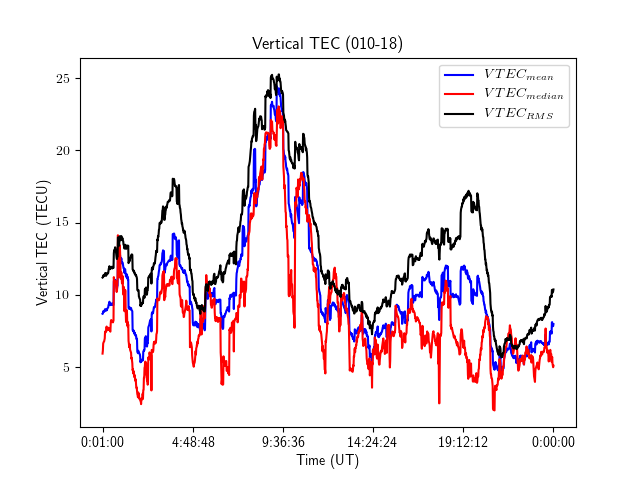 Vertical TEC (010-18)
VTEC_mean
VTEC_median
VTEC_RMS
Vertical TEC (TECU)
25
20
15
10
5
0:01:00 4:48:48 9:36:36 14:24:24 19:12:12 0:00:00
Time (UT)